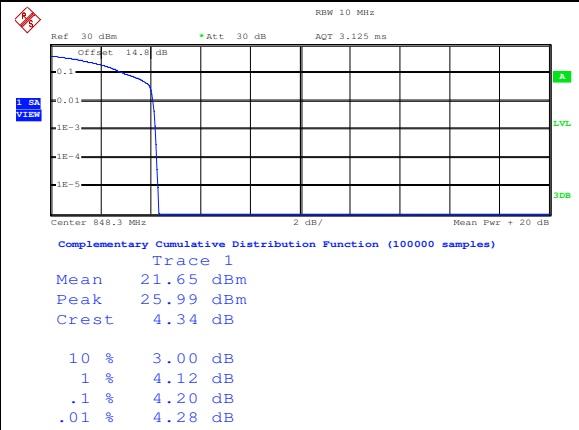 RBW 10 MHz
Ref 30 dBm *Att 30 dB AQT 3.125 ms
Offset 14.8 dB
0.1
A
0.01
1 SA
VIEW
1E-3
LVL
1E-4
1E-5
3DB
Center 848.3 MHz 2 dB/ Mean Pwr + 20 dB
Complementary Cumulative Distribution Function (100000 samples)
Trace 1
Mean 21.65 dBm
Peak 25.99 dBm
Crest 4.34 dB
10 % 3.00 dB
1 % 4.12 dB
.1 % 4.20 dB
.01 % 4.28 dB